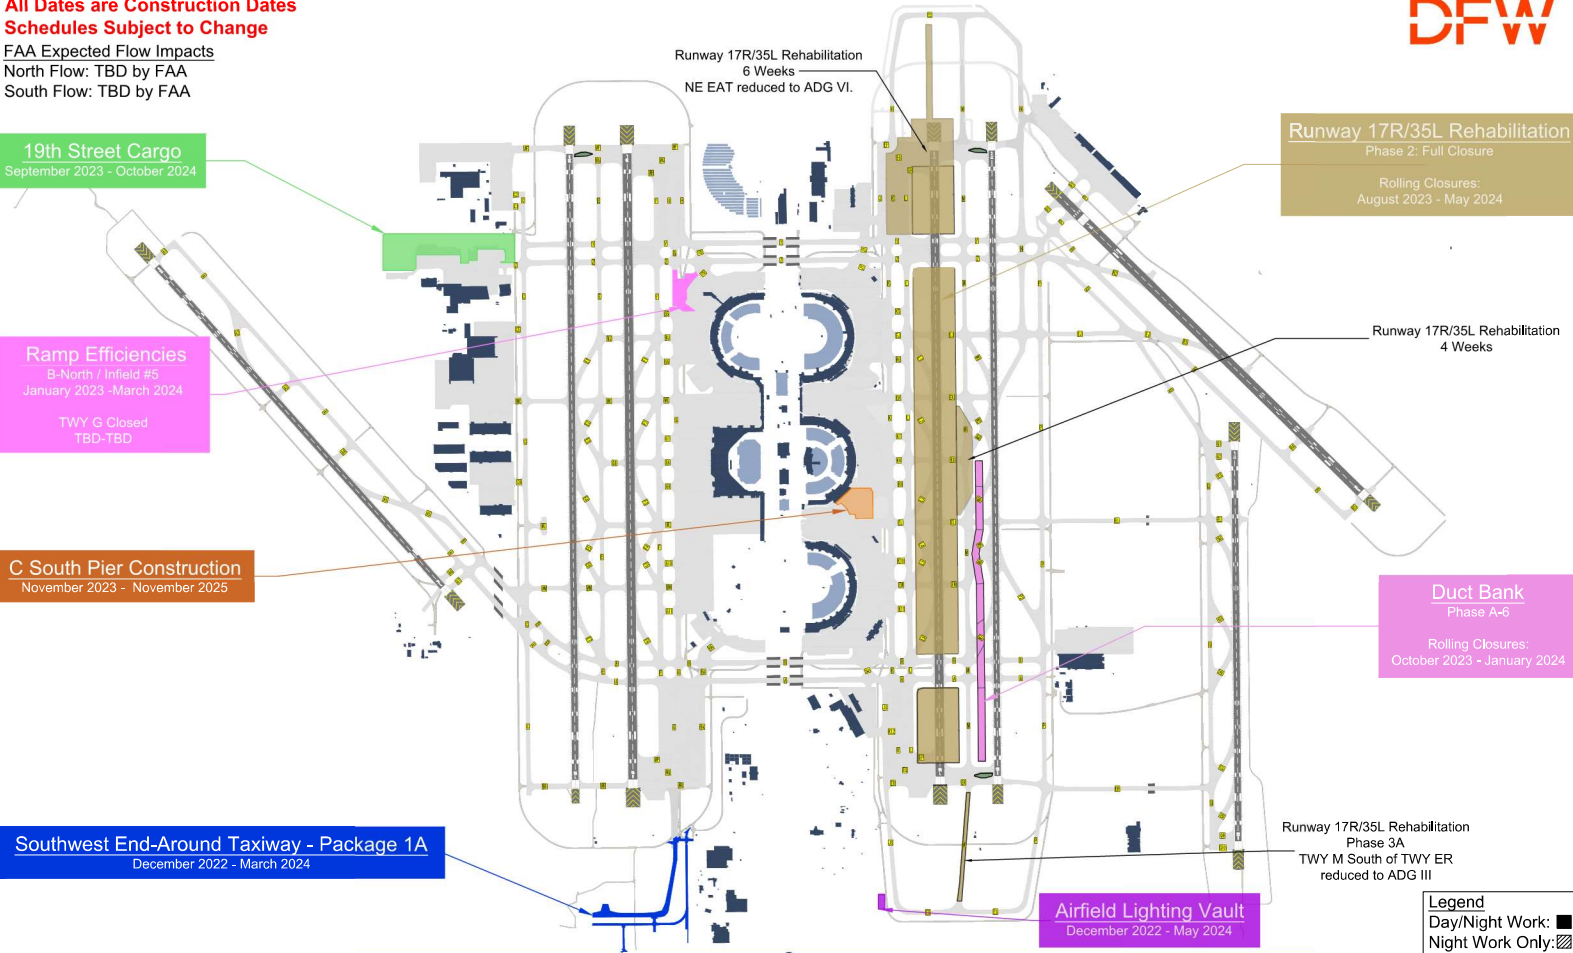 All Dates are Construction Dates
Schedules Subject to Change
FAA Expected Flow Impacts
North Flow: TBD by FAA
South Flow: TBD by FAA
DFW
Runway 17R/35L Rehabilitation
6 Weeks
NE EAT reduced to ADG VI.
19th Street Cargo
September 2023 - October 2024
Runway 17R/35L Rehabilitation
Phase 2: Full Closure
Rolling Closures:
August 2023 - May 2024
Ramp Efficiencies
B-North / Infield #5
January 2023 -March 2024
TWY G Closed
TBD-TBD
Runway 17R/35L Rehabilitation
4 Weeks
C South Pier Construction
November 2023 - November 2025
Duct Bank
Phase A-6
Rolling Closures:
October 2023 - January 2024
Southwest End-Around Taxiway - Package 1A
December 2022 - March 2024
Runway 17R/35L Rehabilitation
Phase 3A
TWY M South of TWY ER
reduced to ADG III
Airfield Lighting Vault
December 2022 - May 2024
Legend
Day/Night Work:
Night Work Only: